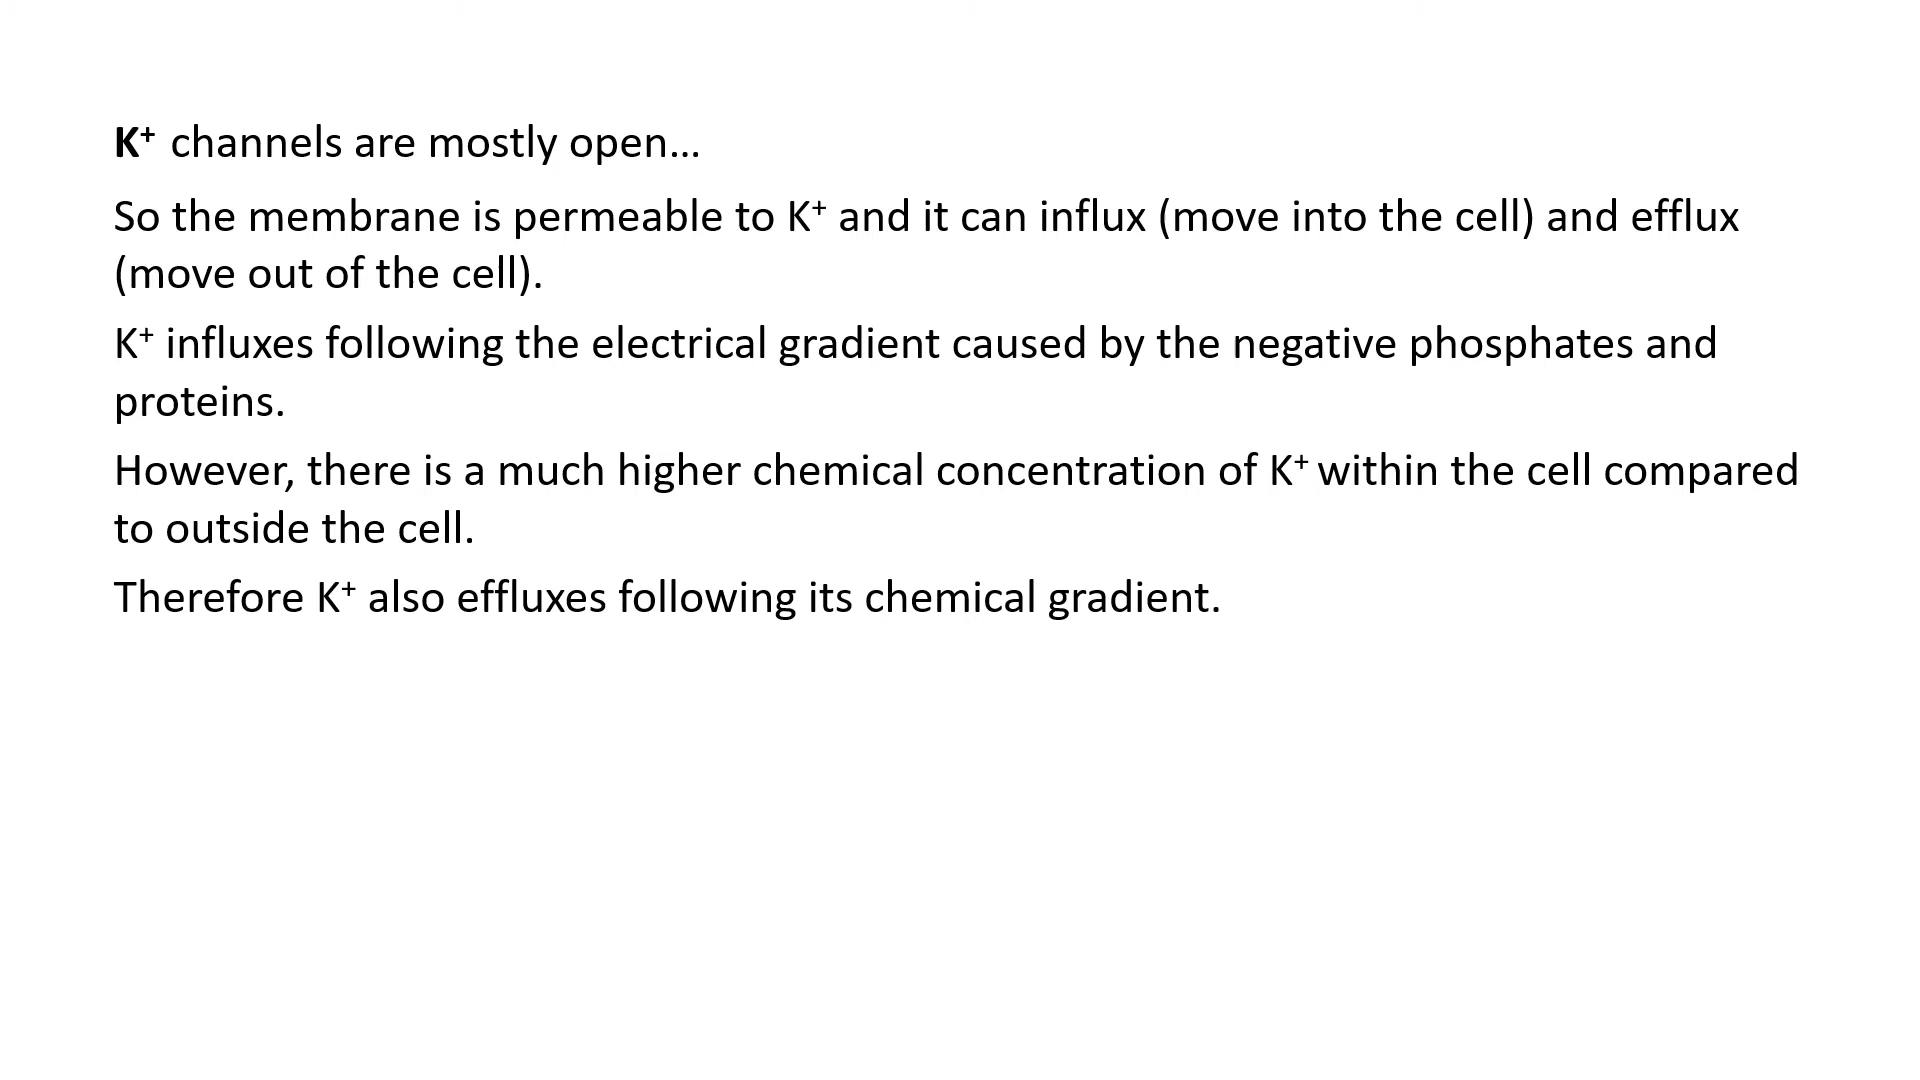 K⁺ channels are mostly open…
So the membrane is permeable to K⁺ and it can influx (move into the cell) and efflux
(move out of the cell).
K⁺ influxes following the electrical gradient caused by the negative phosphates and
proteins.
However, there is a much higher chemical concentration of K⁺ within the cell compared
to outside the cell.
Therefore K⁺ also effluxes following its chemical gradient.